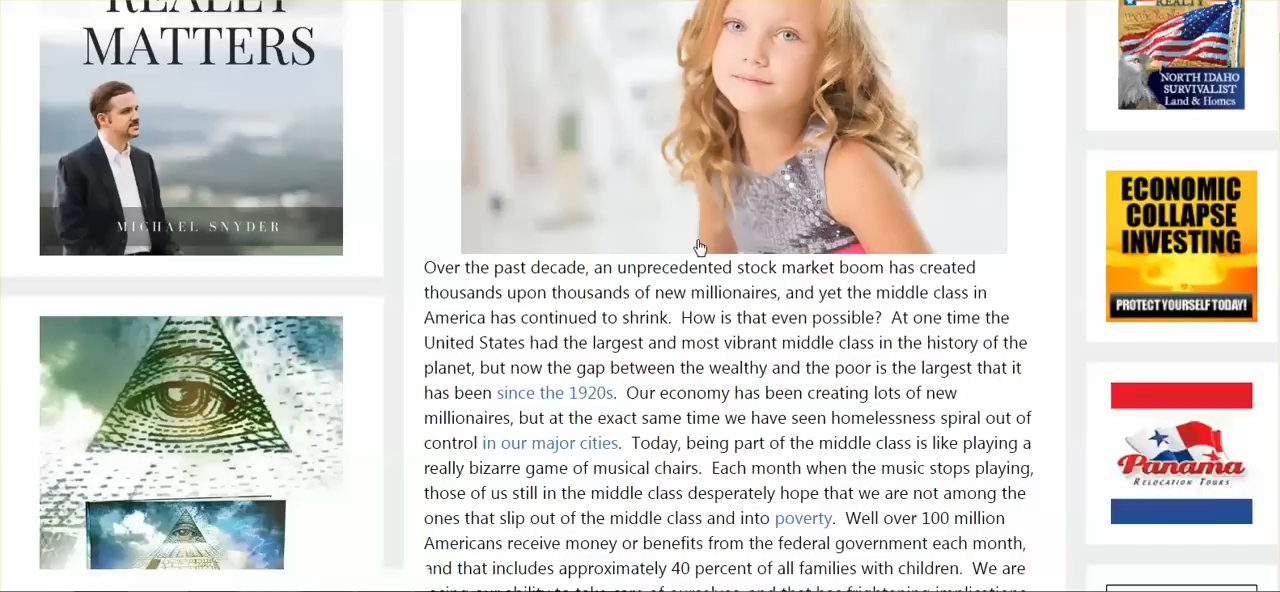 REALLY
MATTERS
MICHAEL SNYDER
Over the past decade, an unprecedented stock market boom has created
thousands upon thousands of new millionaires, and yet the middle class in
America has continued to shrink.  How is that even possible?  At one time the
United States had the largest and most vibrant middle class in the history of the
planet, but now the gap between the wealthy and the poor is the largest that it
has been since the 1920s.  Our economy has been creating lots of new
millionaires, but at the exact same time we have seen homelessness spiral out of
control in our major cities.  Today, being part of the middle class is like playing a
really bizarre game of musical chairs.  Each month when the music stops playing,
those of us still in the middle class desperately hope that we are not among the
ones that slip out of the middle class and into poverty.  Well over 100 million
Americans receive money or benefits from the federal government each month,
and that includes approximately 40 percent of all families with children.  We are
REALTY
NORTH IDAHO
SURVIVALIST
Land & Homes
ECONOMIC
COLLAPSE
INVESTING
PROTECT YOURSELF TODAY!
Panama
RELOCATION TOURS